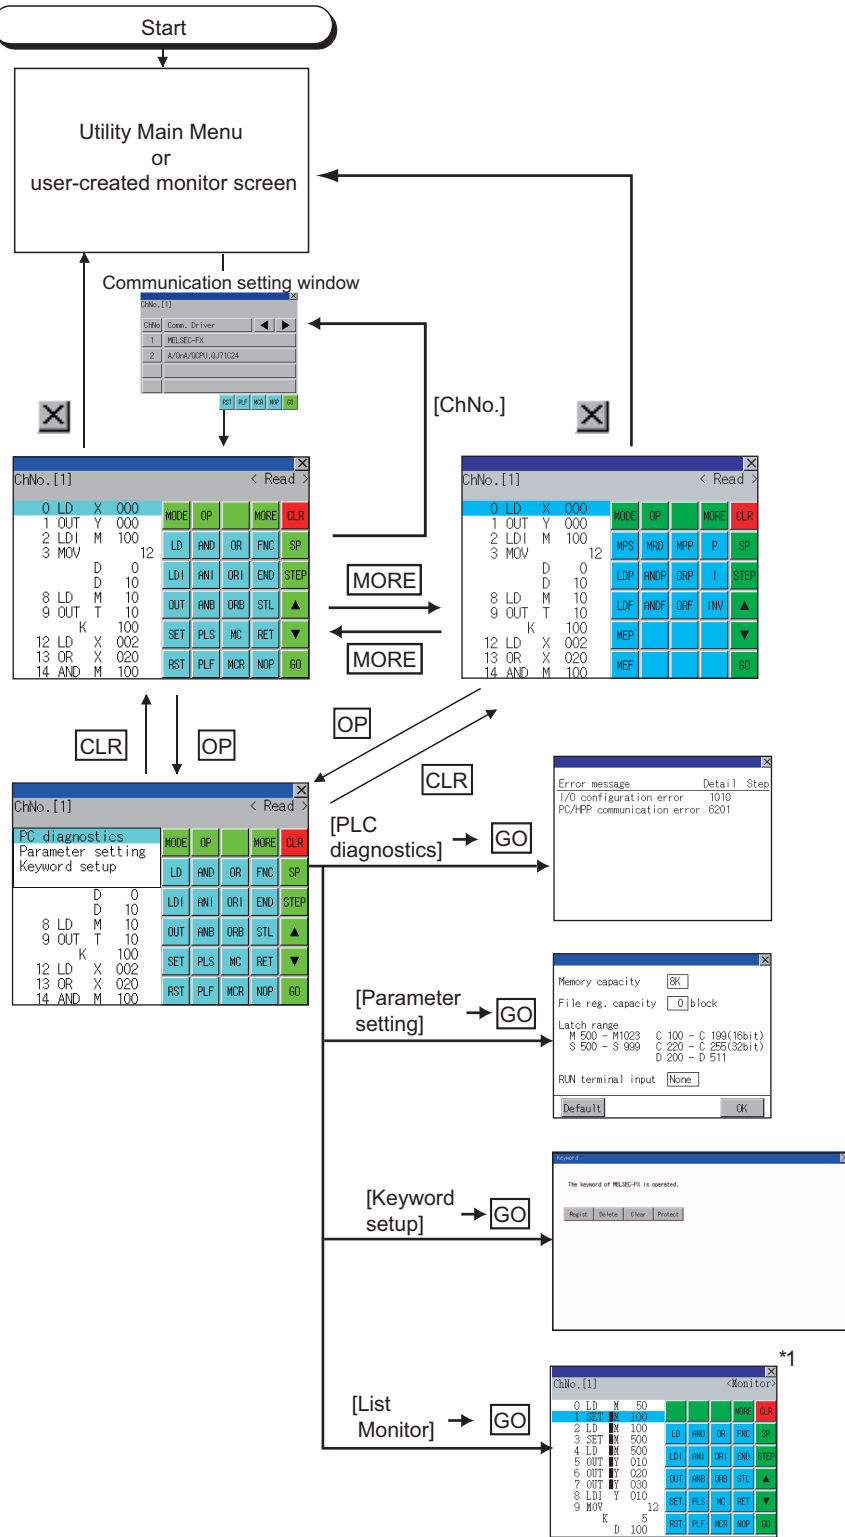 Start
Utility Main Menu
or
user-created monitor screen
Communication setting window
ChNo.[1]
ChNo Comm. Driver
1 MELSEC-FX
2 A/QnA/QCPU,QJ71C24
RST PLF MCR NOP GO
[ChNo.]
ChNo.[1] < Read >
0 LD X 000
1 OUT Y 000
2 LDI M 100
3 MOV 12
D 0
D 10
8 LD M 10
9 OUT T 10
K 100
12 LD X 002
13 OR X 020
14 AND M 100
MODE OP MORE CLR
LD AND OR FNC SP
LDI ANI ORI END STEP
OUT ANB ORB STL ▲
SET PLS MC RET ▼
RST PLF MCR NOP GO
MORE
MORE
ChNo.[1] < Read >
0 LD X 000
1 OUT Y 000
2 LDI M 100
3 MOV 12
D 0
D 10
8 LD M 10
9 OUT T 10
K 100
12 LD X 002
13 OR X 020
14 AND M 100
MODE OP MORE CLR
MPS MRD MPP P SP
LDP ANDP ORP I STEP
LDF ANDF ORF INV ▲
MEP ▼
MEF GO
CLR
OP
OP
CLR
ChNo.[1] < Read >
PC diagnostics
Parameter setting
Keyword setup
D 0
D 10
8 LD M 10
9 OUT T 10
K 100
12 LD X 002
13 OR X 020
14 AND M 100
MODE OP MORE CLR
LD AND OR FNC SP
LDI ANI ORI END STEP
OUT ANB ORB STL ▲
SET PLS MC RET ▼
RST PLF MCR NOP GO
[PLC
diagnostics]
GO
Error message Detail Step
I/O configuration error 1010
PC/HPP communication error 6201
[Parameter
setting]
GO
Memory capacity 8K
File reg. capacity 0 block
Latch range
M 500 - M1023 C 100 - C 199(16bit)
S 500 - S 999 C 220 - C 255(32bit)
D 200 - D 511
RUN terminal input None
Default OK
[Keyword
setup]
GO
Keyword
The keyword of MELSEC-FX is operated.
Regist Delete Clear Protect
*1
[List
Monitor]
GO
ChNo.[1] <Monitor>
0 LD M 50
1 SET M 100
2 LD M 100
3 SET M 500
4 LD M 500
5 OUT Y 010
6 OUT Y 020
7 OUT Y 030
8 LDI Y 010
9 MOV 12
K 5
D 100
MORE CLR
LD AND OR FNC SP
LDI ANI ORI END STEP
OUT ANB ORB STL ▲
SET PLS MC RET ▼
RST PLF MCR NOP GO